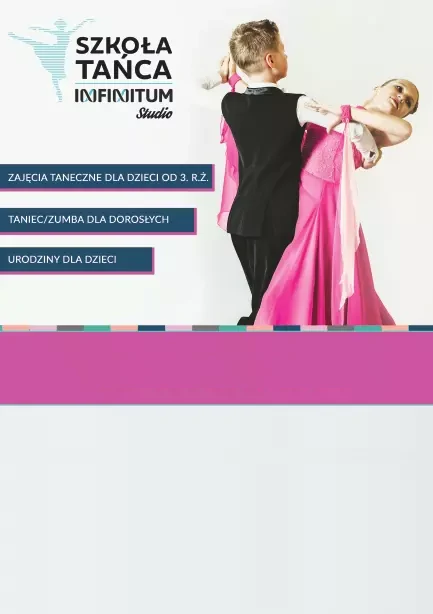 SZKOŁA
TAŃCA
INFINITUM
Studio
ZAJĘCIA TANECZNE DLA DZIECI OD 3. R.Ż.
TANIEC/ZUMBA DLA DOROSŁYCH
URODZINY DLA DZIECI